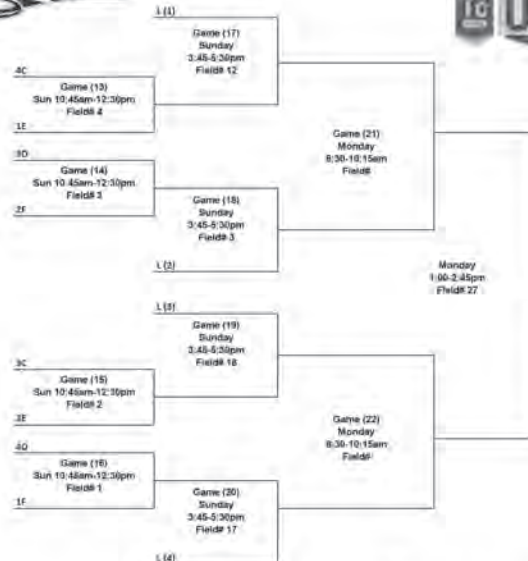 L (1)
Game (17)
Sunday
3:45-5:30pm
Field# 12
4C
Game (13)
Sun 10:45am-12:30pm
Field# 4
1E
3D
Game (14)
Sun 10:45am-12:30pm
Field# 3
2F
Game (18)
Sunday
3:45-5:30pm
Field# 3
L (2)
Game (21)
Monday
8:30-10:15am
Field#
Monday
1:00-2:45pm
Field# 27
L (3)
Game (19)
Sunday
3:45-5:30pm
Field# 18
3C
Game (15)
Sun 10:45am-12:30pm
Field# 2
2E
4D
Game (16)
Sun 10:45am-12:30pm
Field# 1
1F
Game (20)
Sunday
3:45-5:30pm
Field# 17
L (4)
Game (22)
Monday
8:30-10:15am
Field#